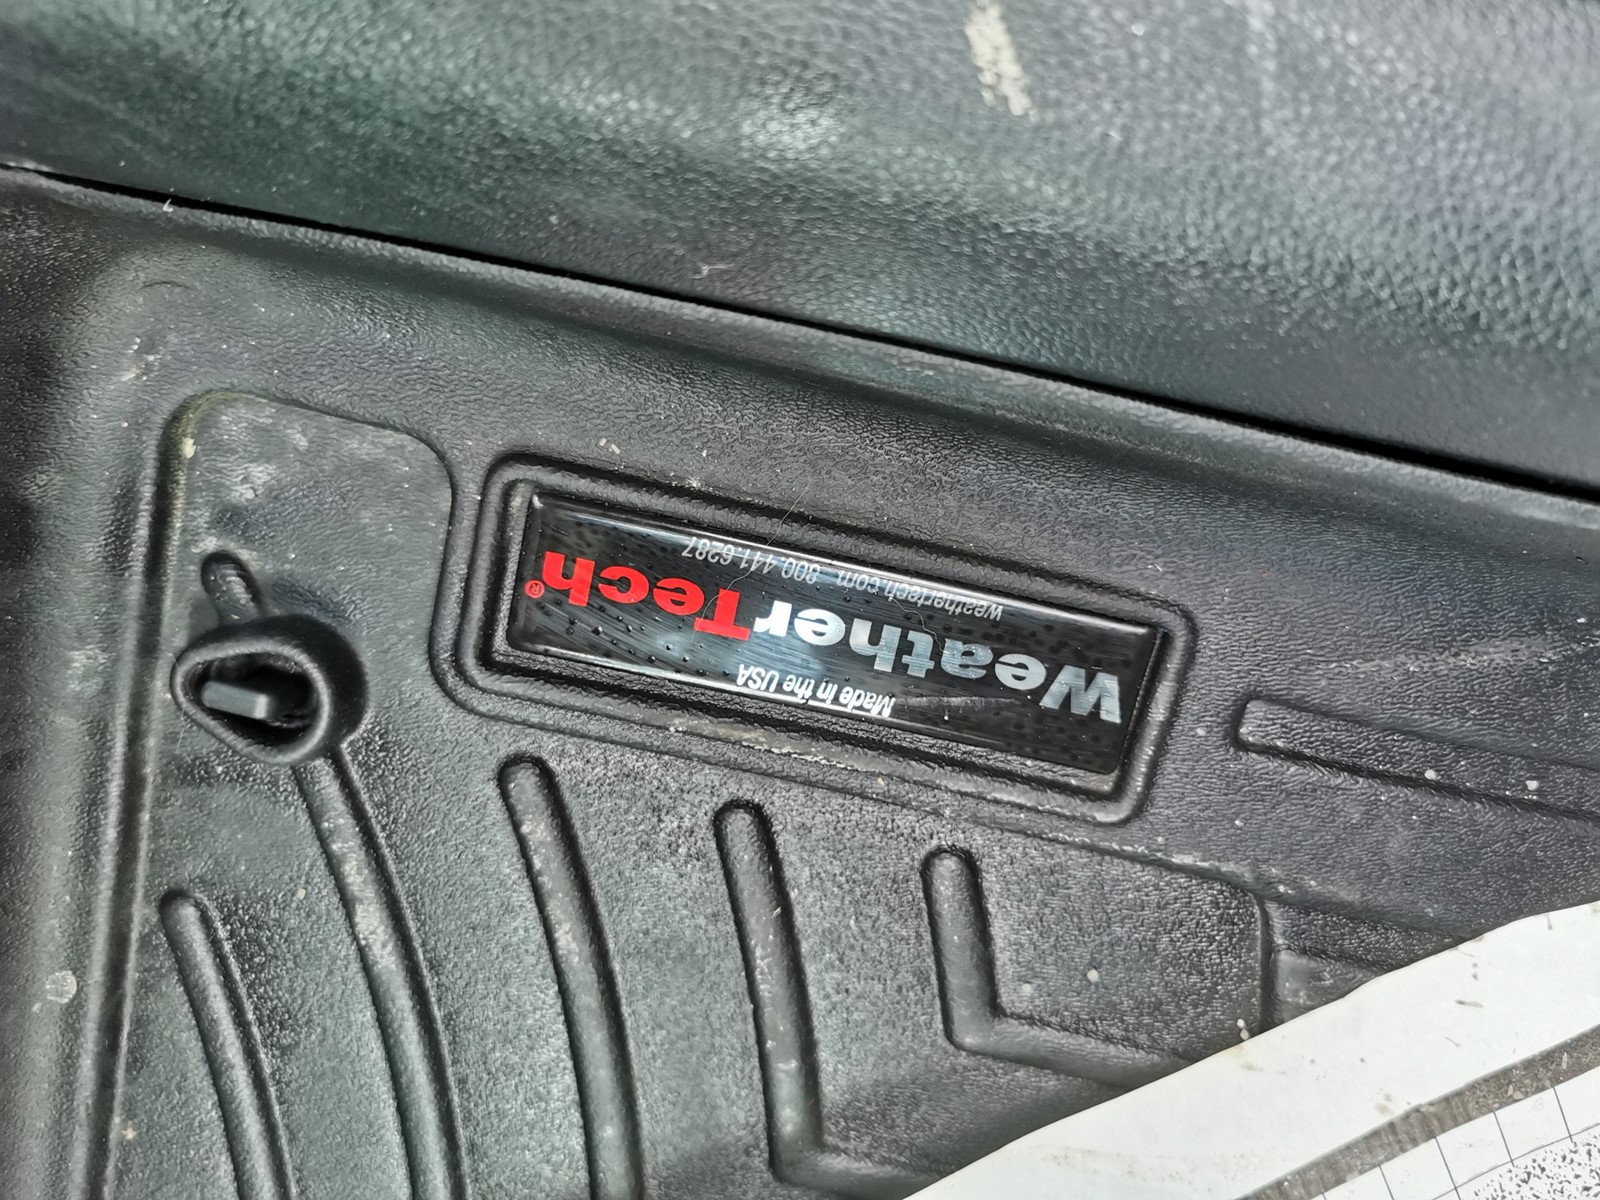 Made in the USA
WeatherTech®
weathertech.com 800.441.6287